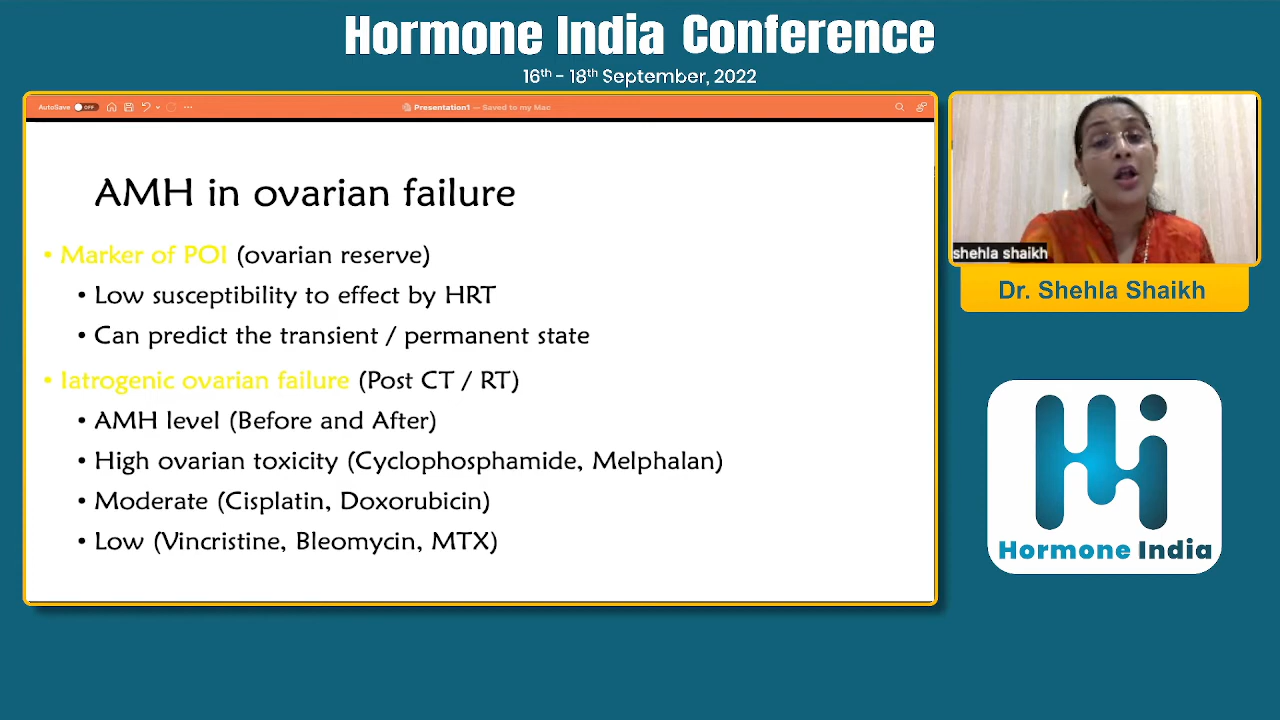 Hormone India Conference
16th - 18th September, 2022
AutoSave OFF
Presentation1 — Saved to my Mac
AMH in ovarian failure
• Marker of POI (ovarian reserve)
• Low susceptibility to effect by HRT
• Can predict the transient / permanent state
• Iatrogenic ovarian failure (Post CT / RT)
• AMH level (Before and After)
• High ovarian toxicity (Cyclophosphamide, Melphalan)
• Moderate (Cisplatin, Doxorubicin)
• Low (Vincristine, Bleomycin, MTX)
shehla shaikh
Dr. Shehla Shaikh
Hi
Hormone India